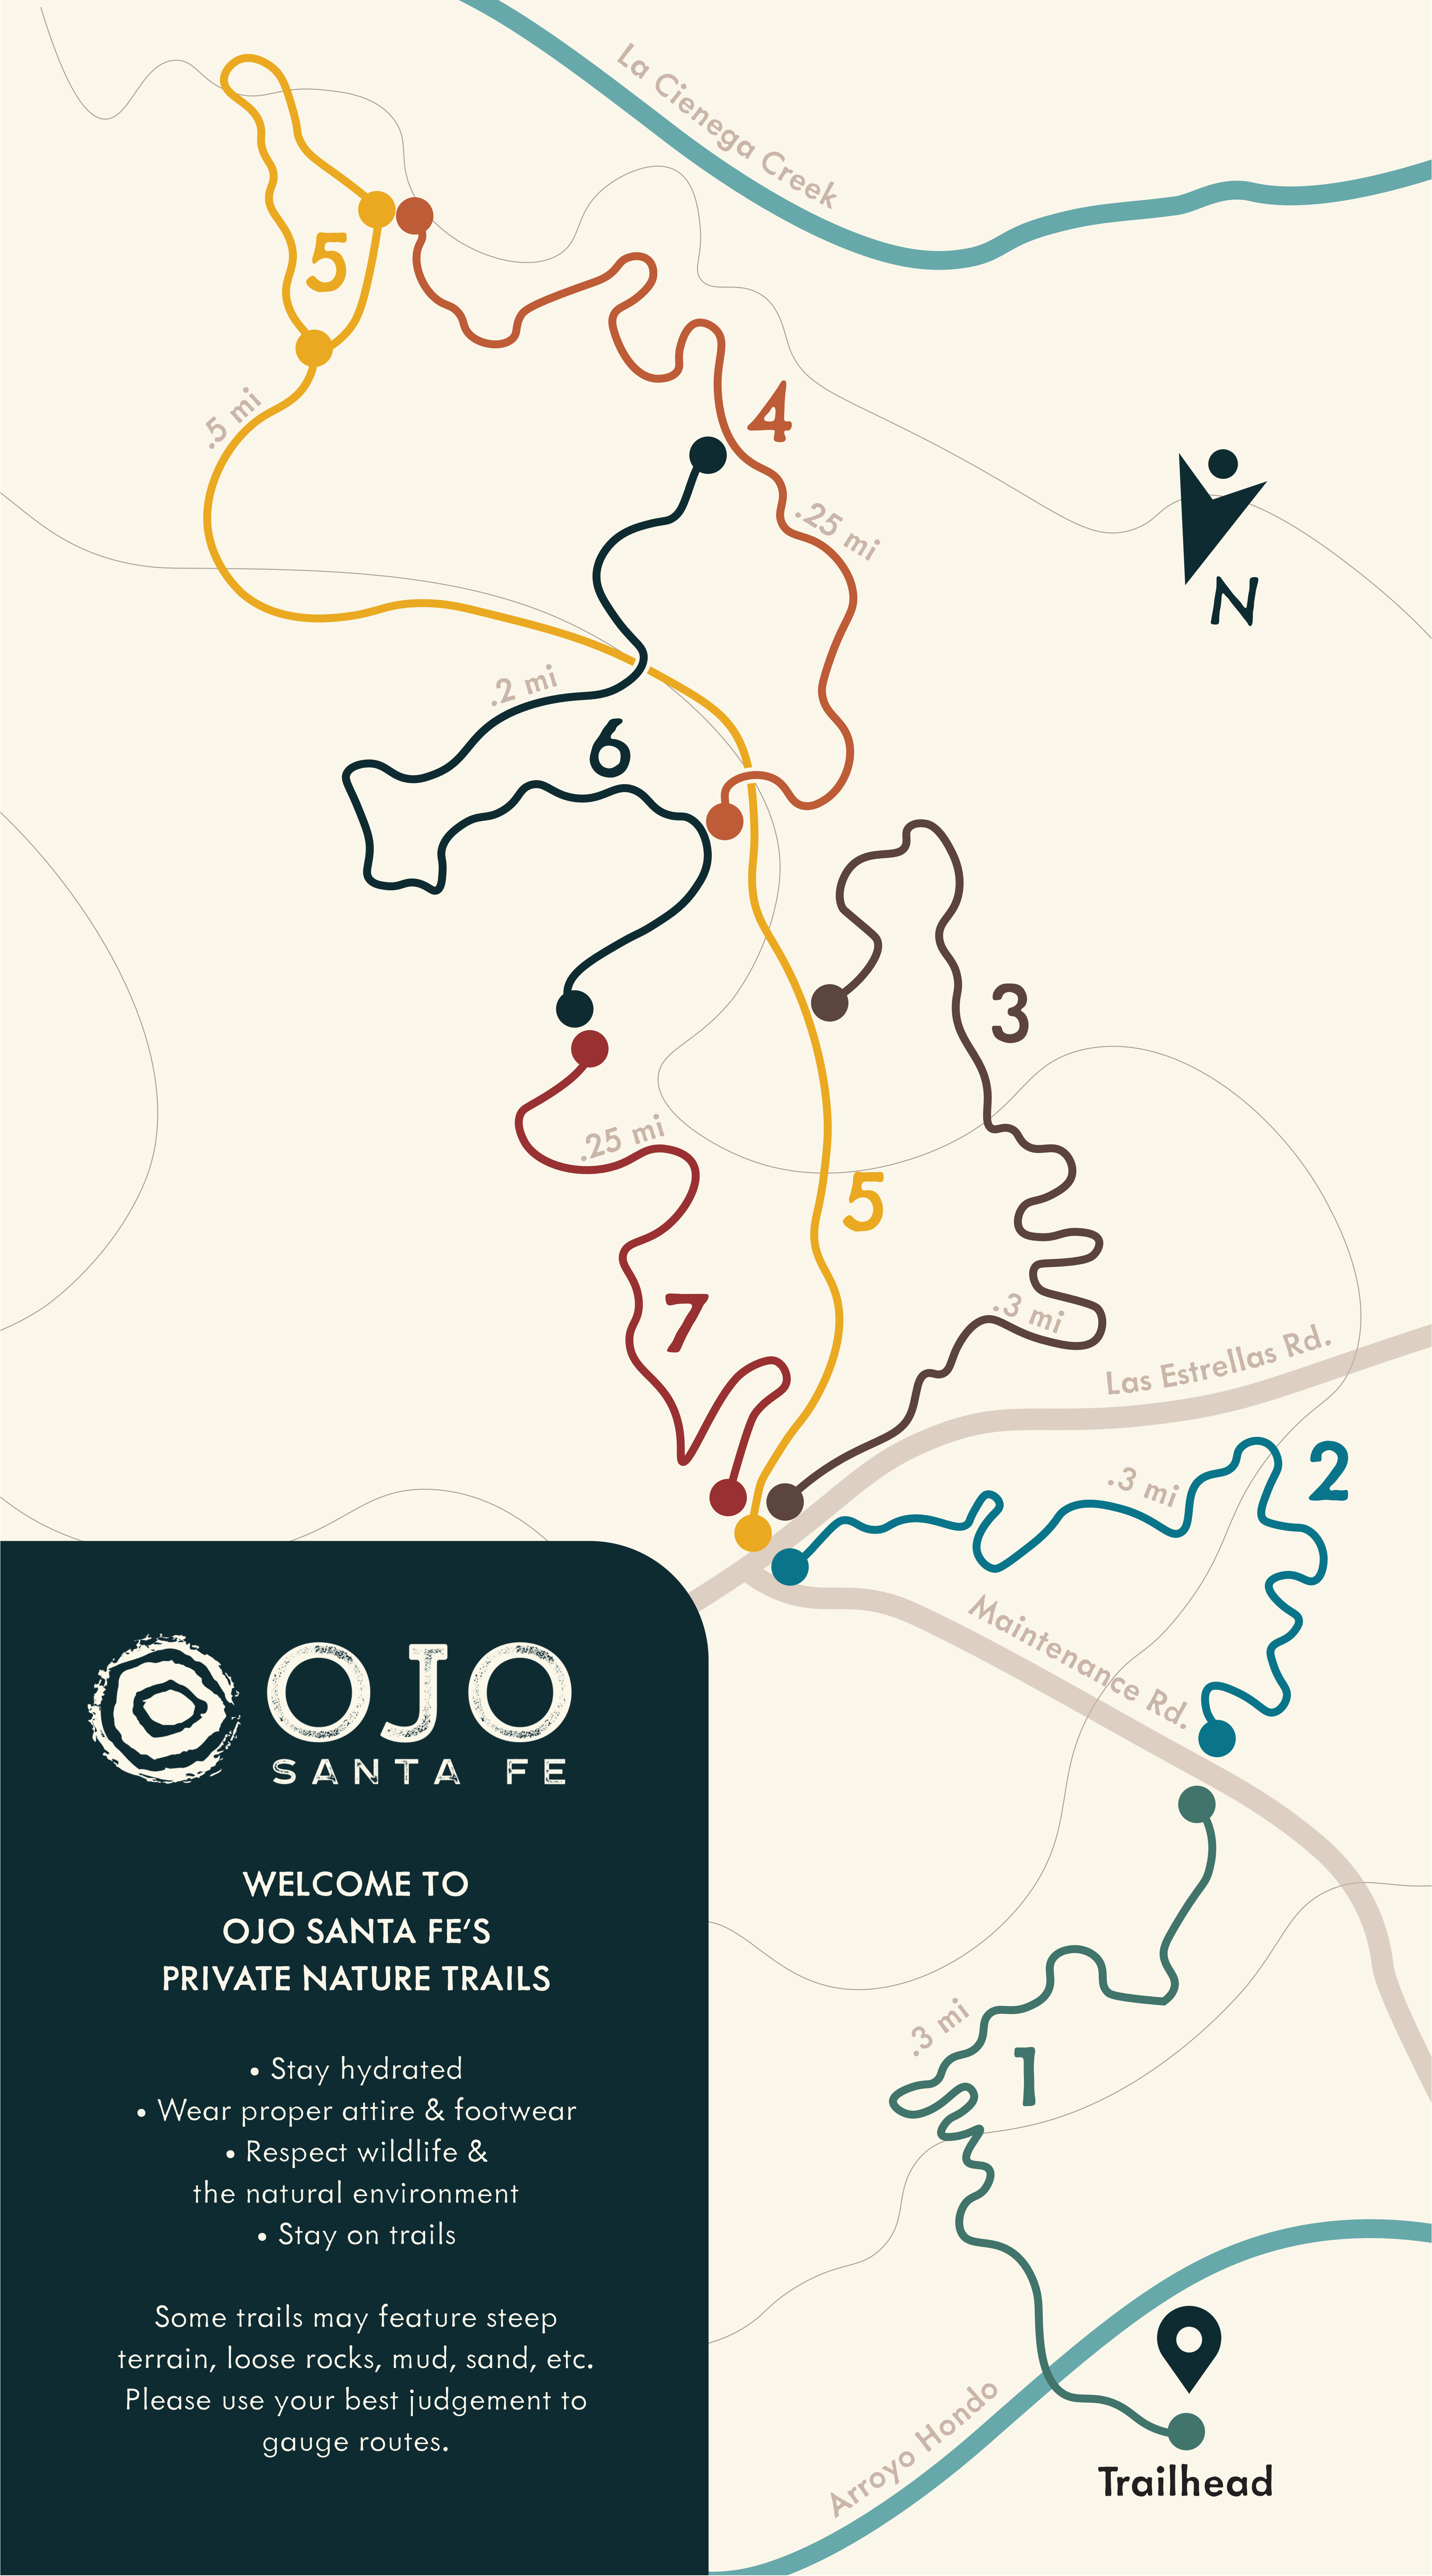 La Cienega Creek
5
4
.5 mi
.25 mi
N
.2 mi
6
3
.25 mi
5
7
.3 mi
Las Estrellas Rd.
2
.3 mi
Maintenance Rd.
OJO
SANTA FE
WELCOME TO
OJO SANTA FE'S
PRIVATE NATURE TRAILS
• Stay hydrated
• Wear proper attire & footwear
• Respect wildlife &
the natural environment
• Stay on trails
Some trails may feature steep
terrain, loose rocks, mud, sand, etc.
Please use your best judgement to
gauge routes.
.3 mi
1
Arroyo Hondo
Trailhead